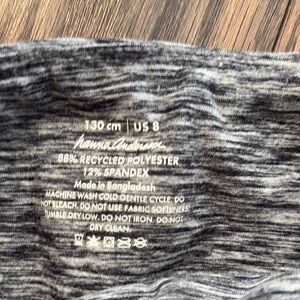 130 cm | US 8
hanna andersson
88% RECYCLED POLYESTER
12% SPANDEX
Made in Bangladesh
MACHINE WASH COLD GENTLE CYCLE. DO
NOT BLEACH. DO NOT USE FABRIC SOFTENERS.
TUMBLE DRY LOW. DO NOT IRON. DO NOT
DRY CLEAN.